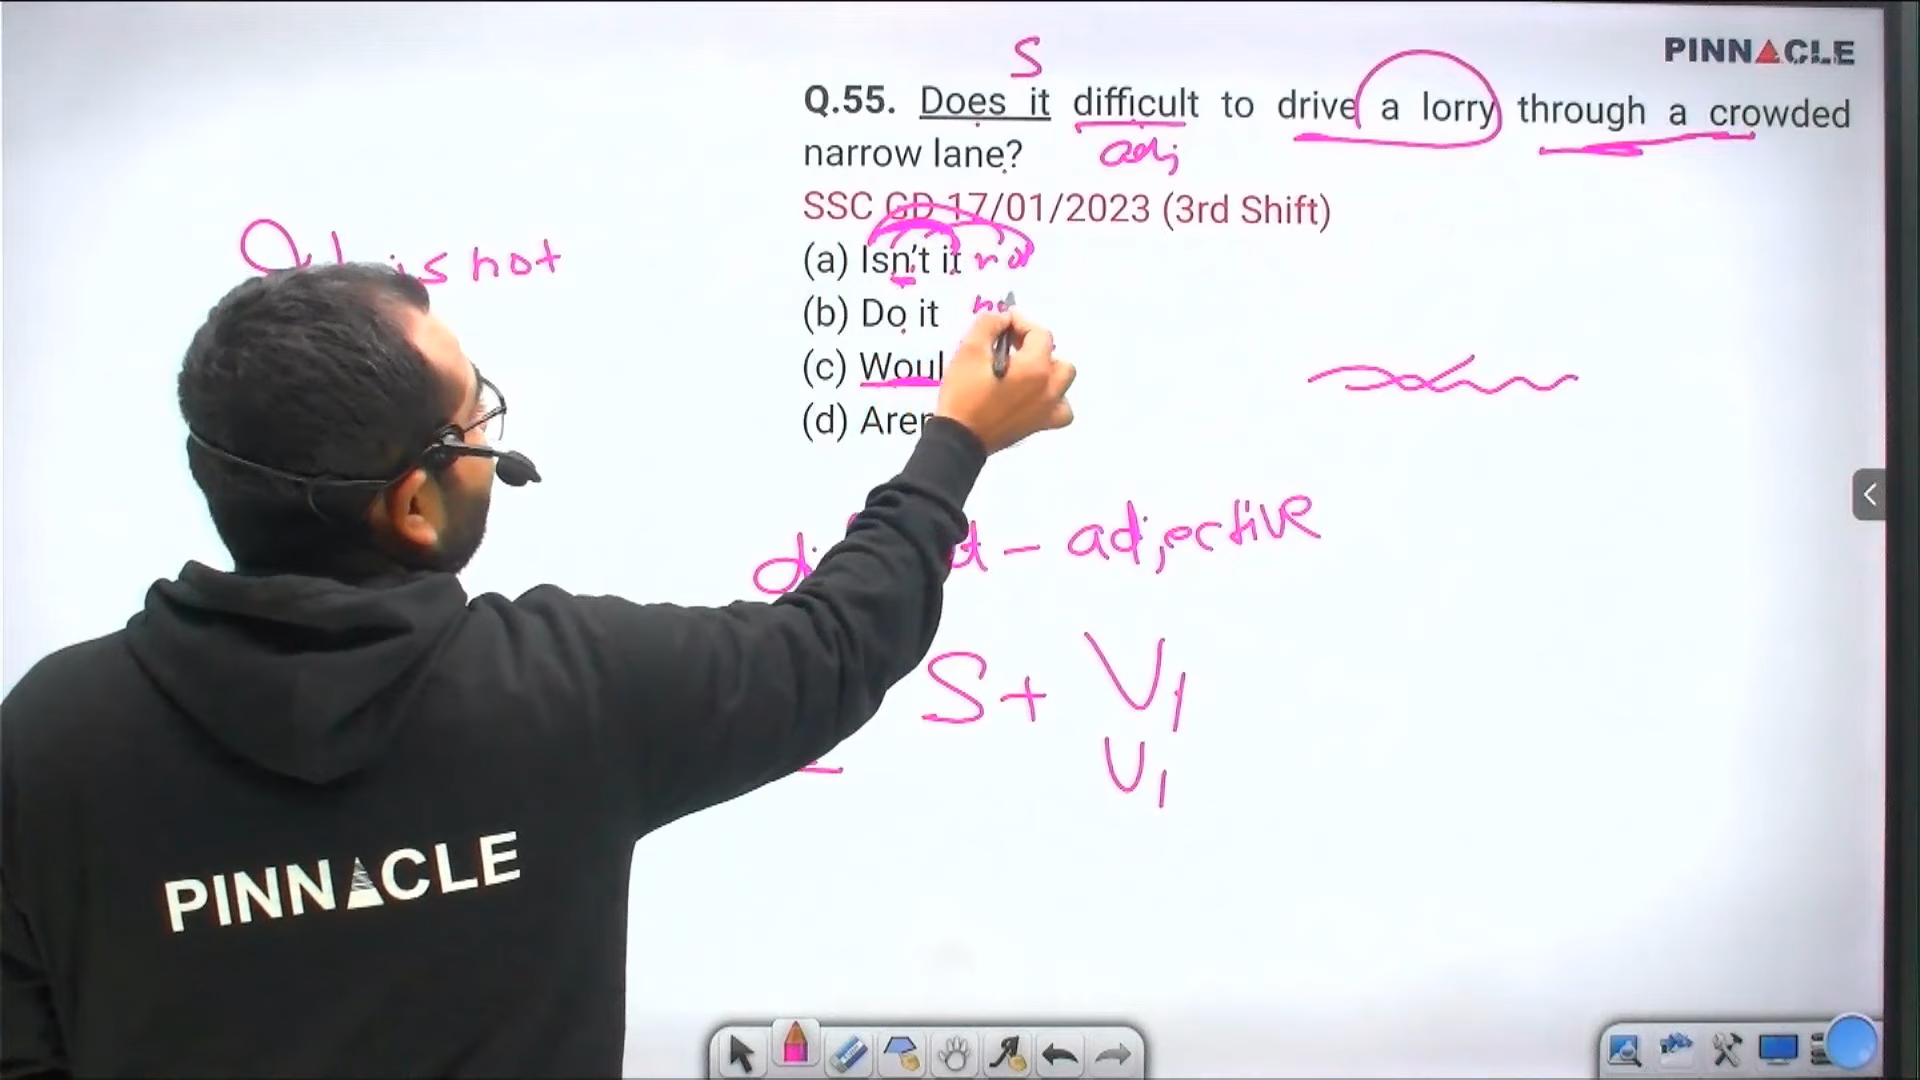 PINNACLE
S
Q.55. Does it difficult to drive a lorry through a crowded
narrow lane?
adj
SSC GD 17/01/2023 (3rd Shift)
is not
(a) Isn't it not
(b) Do it
(c) Woul
(d) Aren
- adjective
S + V1
V1
PINNACLE